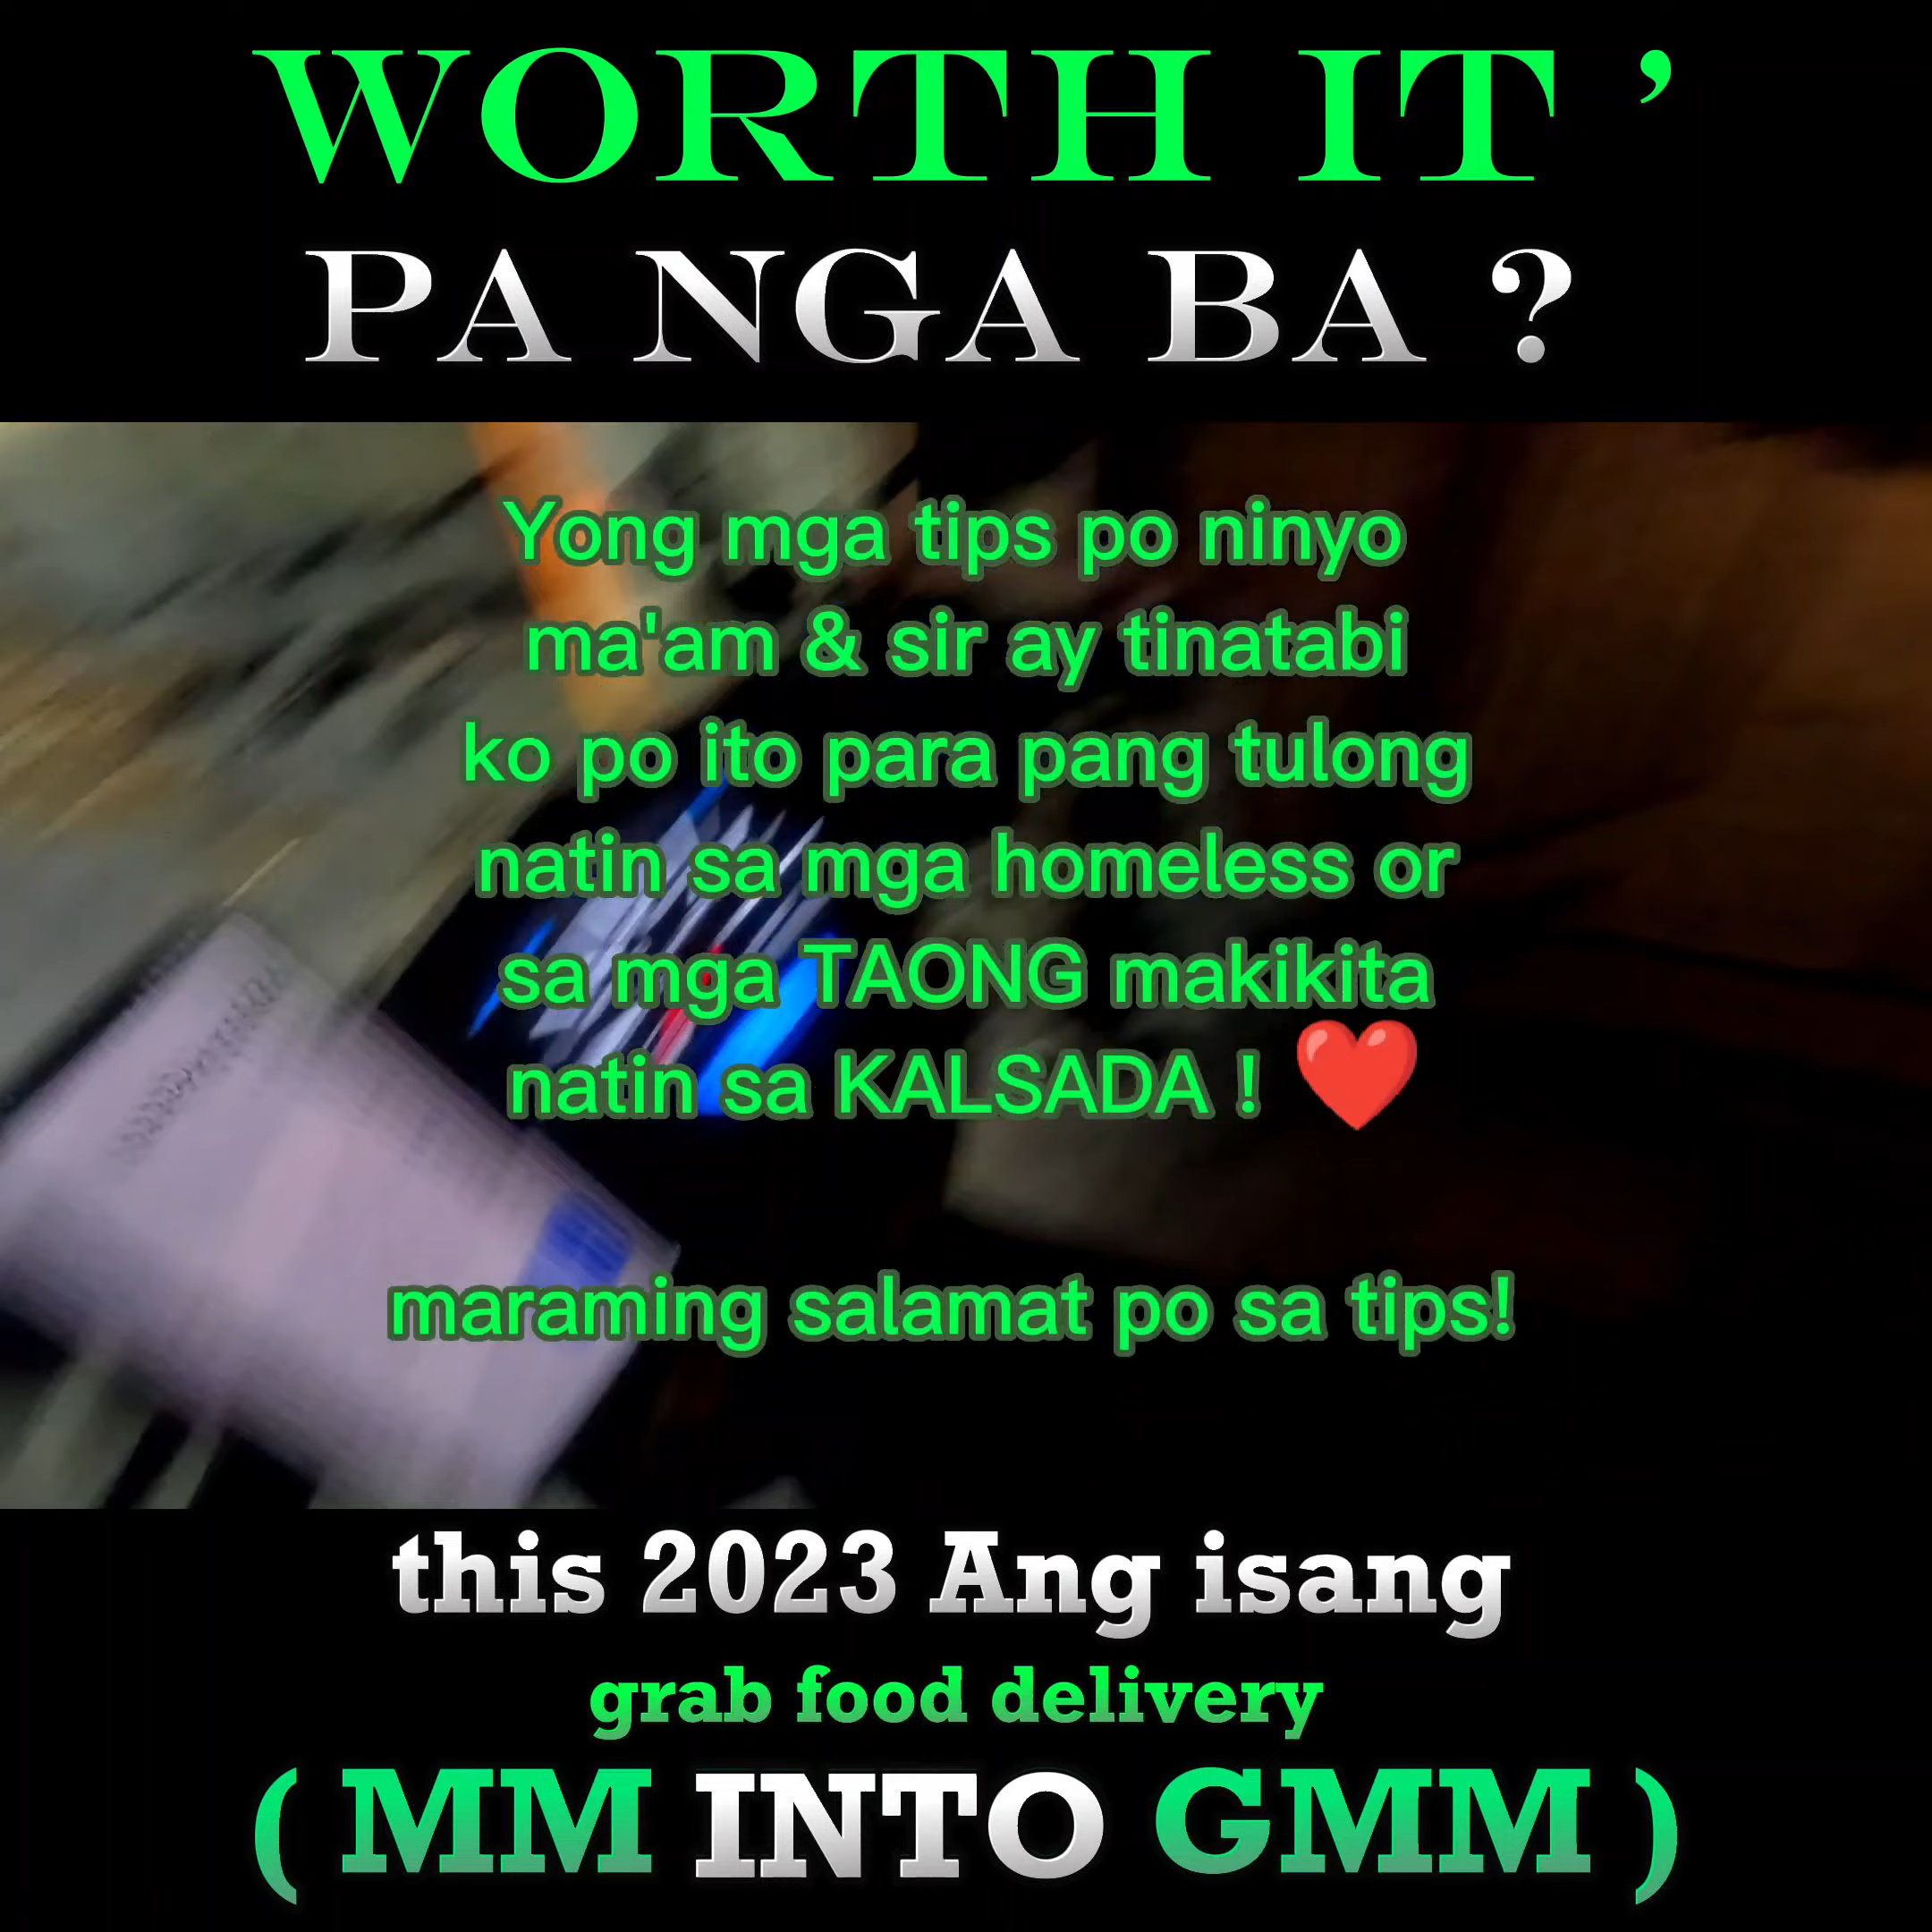 WORTH IT ’
PA NGA BA ?
Yong mga tips po ninyo
ma'am & sir ay tinatabi
ko po ito para pang tulong
natin sa mga homeless or
sa mga TAONG makikita
natin sa KALSADA ! ❤️
maraming salamat po sa tips!
this 2023 Ang isang
grab food delivery
( MM INTO GMM )